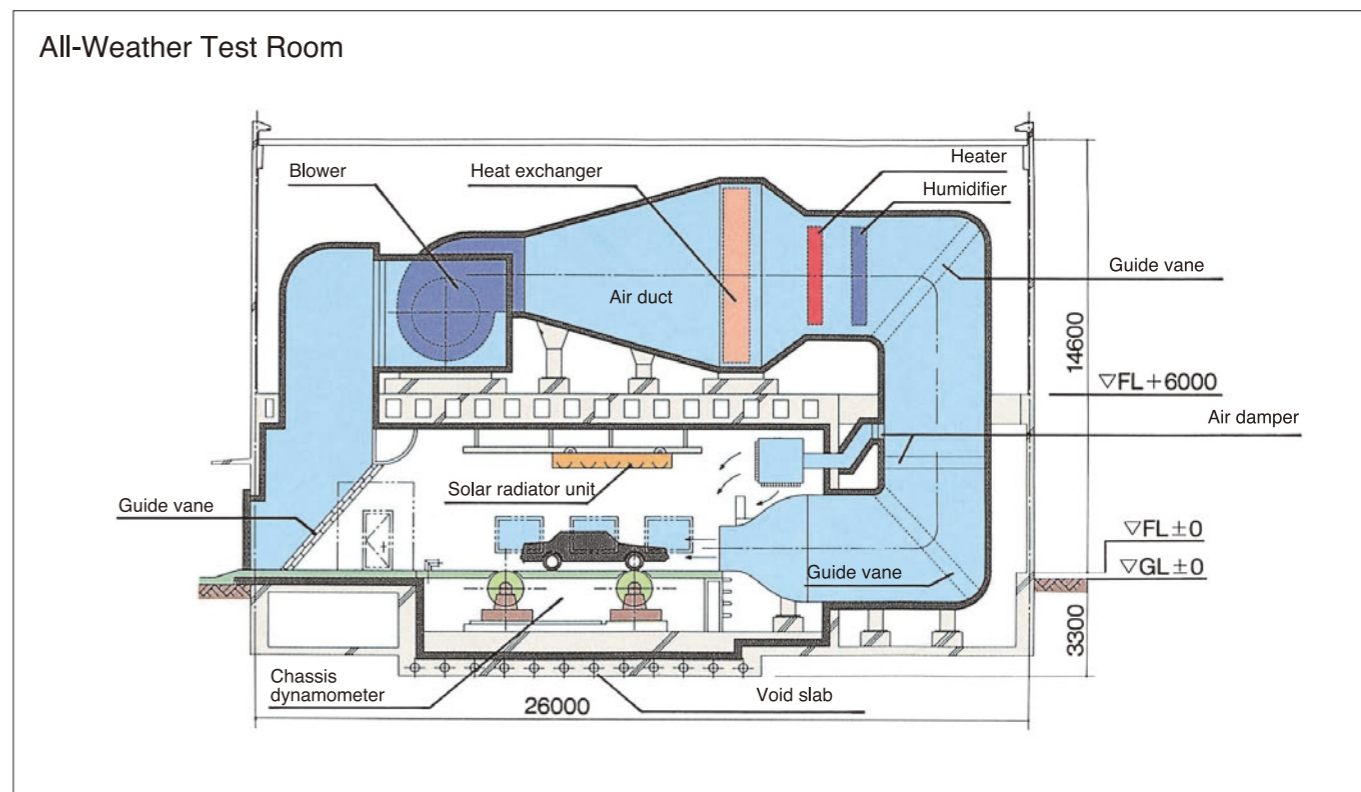 All-Weather Test Room
Blower
Heat exchanger
Heater
Humidifier
Guide vane
Air duct
14600
▽FL+6000
Air damper
Solar radiator unit
Guide vane
▽FL±0
Guide vane
▽GL±0
3300
Chassis
dynamometer
Void slab
26000